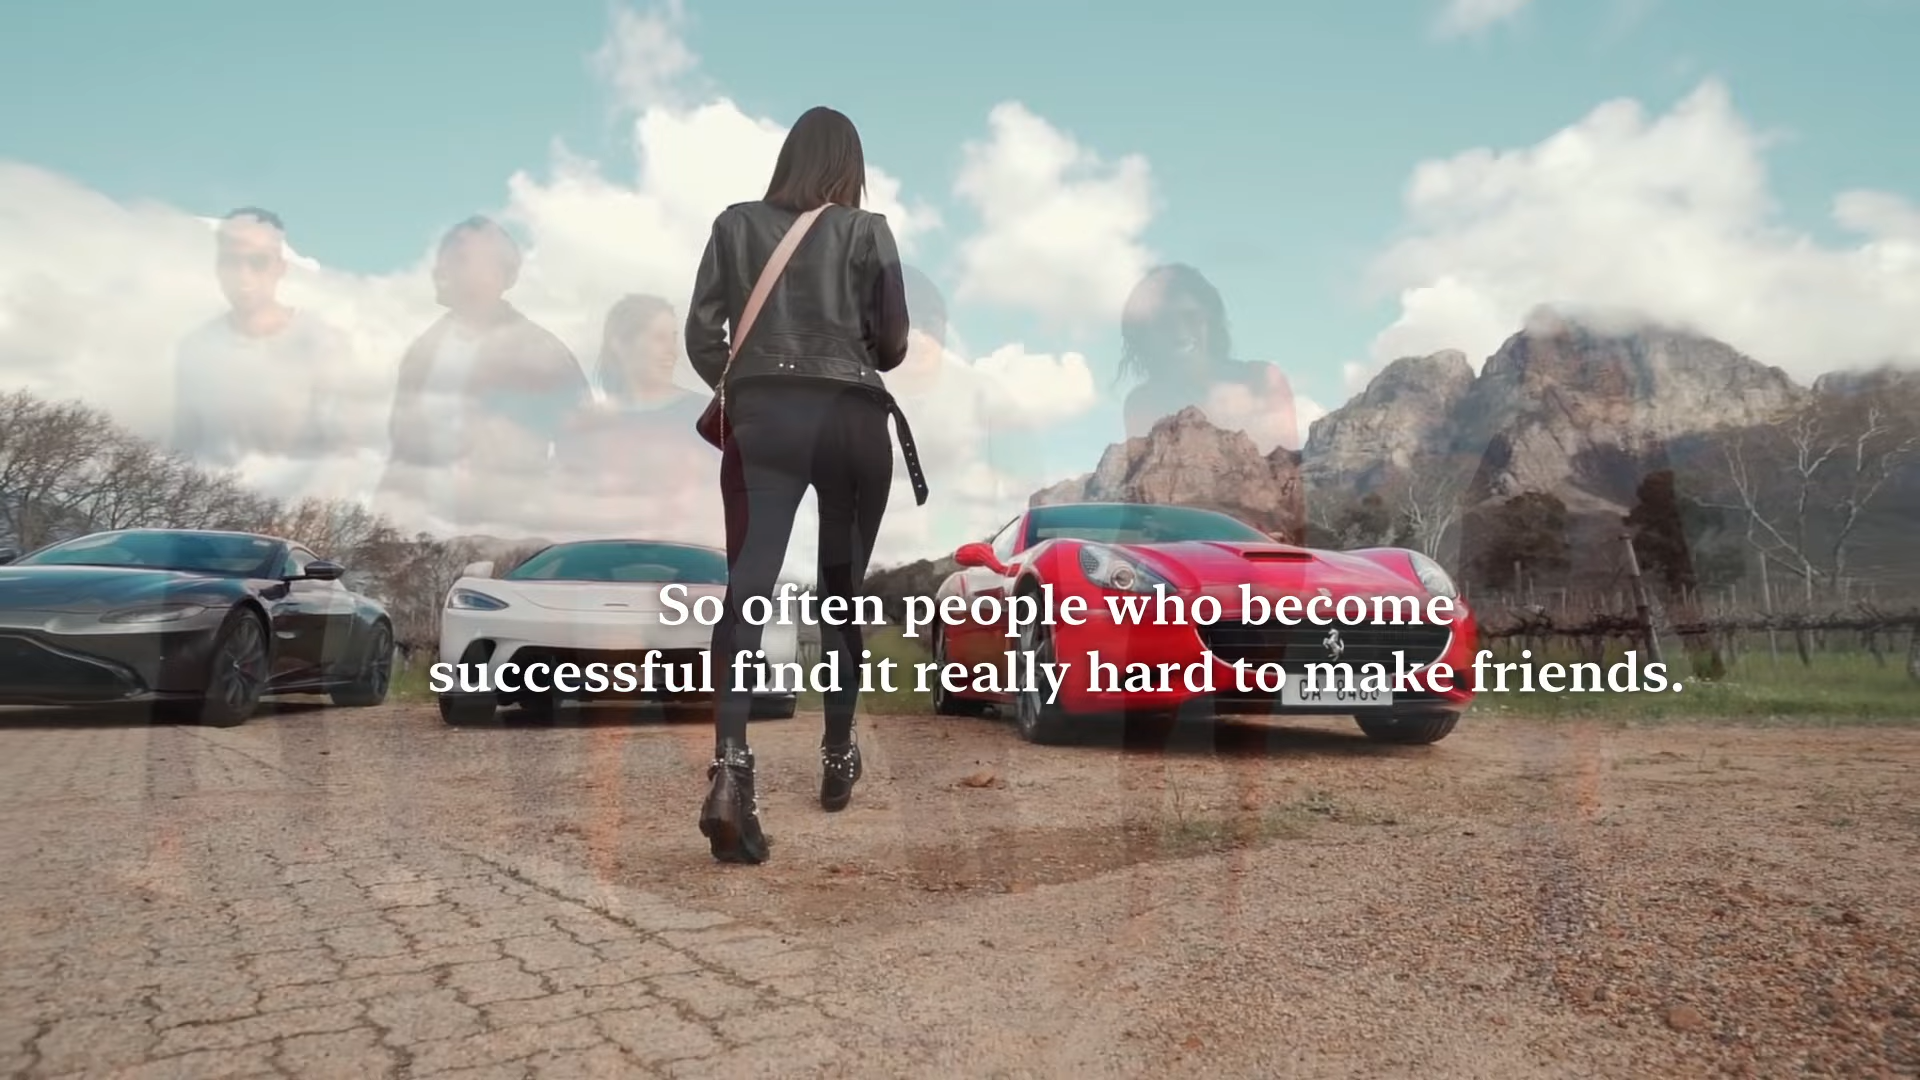 So often people who become
successful find it really hard to make friends.